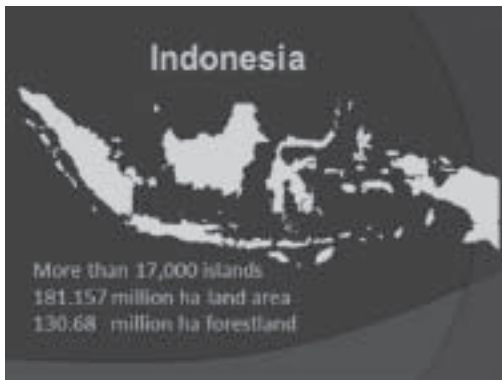 Indonesia
More than 17,000 islands
181.157 million ha land area
130.68 million ha forestland